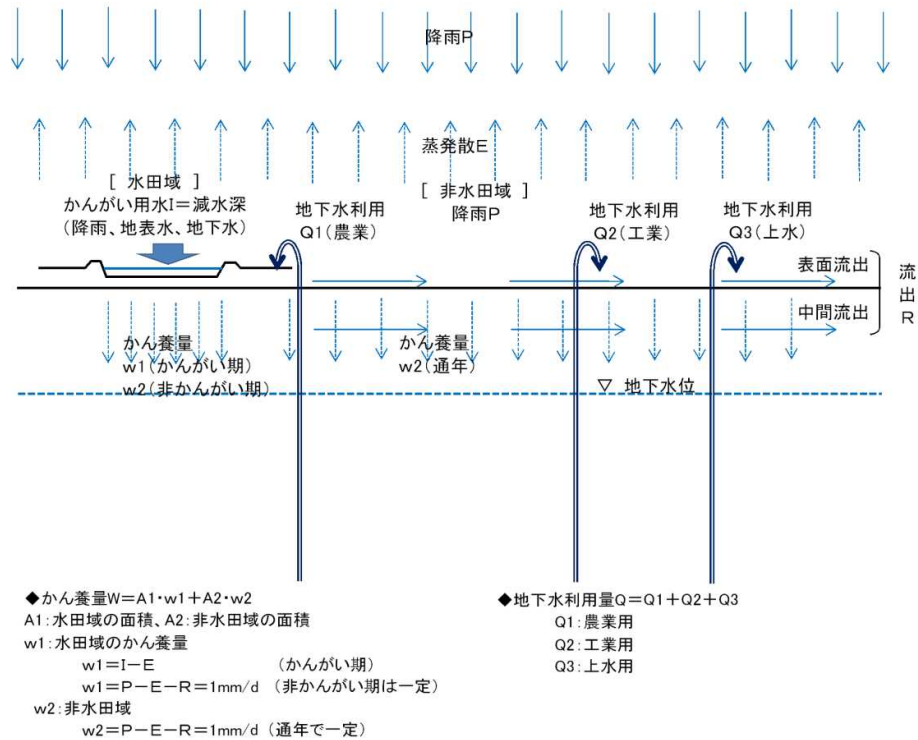 降雨P
蒸発散E
[ 水田域 ]
かんがい用水I=減水深
(降雨、地表水、地下水)
[ 非水田域 ]
降雨P
地下水利用
Q1(農業)
地下水利用
Q2(工業)
地下水利用
Q3(上水)
表面流出
中間流出
流出R
かん養量
w1(かんがい期)
w2(非かんがい期)
かん養量
w2(通年)
▽ 地下水位
◆かん養量W=A1・w1+A2・w2
A1:水田域の面積、A2:非水田の面積
w1:水田域のかん養量
w1=I-E (かんがい期)
w1=P-E-R=1mm/d (非かんがい期は一定)
w2:非水田域
w2=P-E-R=1mm/d (通年で一定)
◆地下水利用量Q=Q1+Q2+Q3
Q1:農業用
Q2:工業用
Q3:上水用